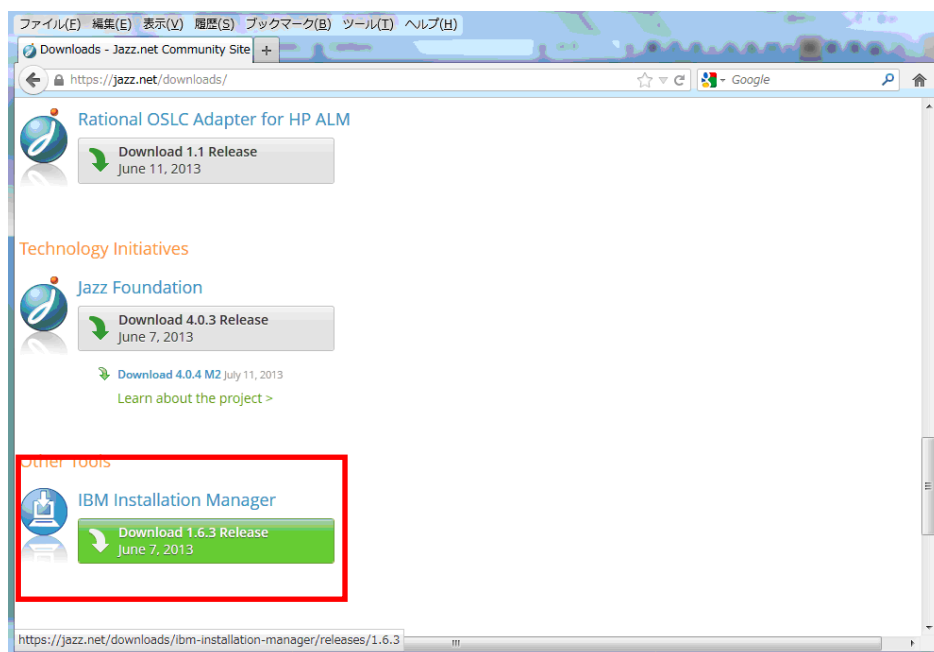 ファイル(F) 編集(E) 表示(V) 履歴(S) ブックマーク(B) ツール(T) ヘルプ(H)
Downloads - Jazz.net Community Site +
https://jazz.net/downloads/
Google
Rational OSLC Adapter for HP ALM
Download 1.1 Release
June 11, 2013
Technology Initiatives
Jazz Foundation
Download 4.0.3 Release
June 7, 2013
Download 4.0.4 M2 July 11, 2013
Learn about the project >
Other Tools
IBM Installation Manager
Download 1.6.3 Release
June 7, 2013
https://jazz.net/downloads/ibm-installation-manager/releases/1.6.3